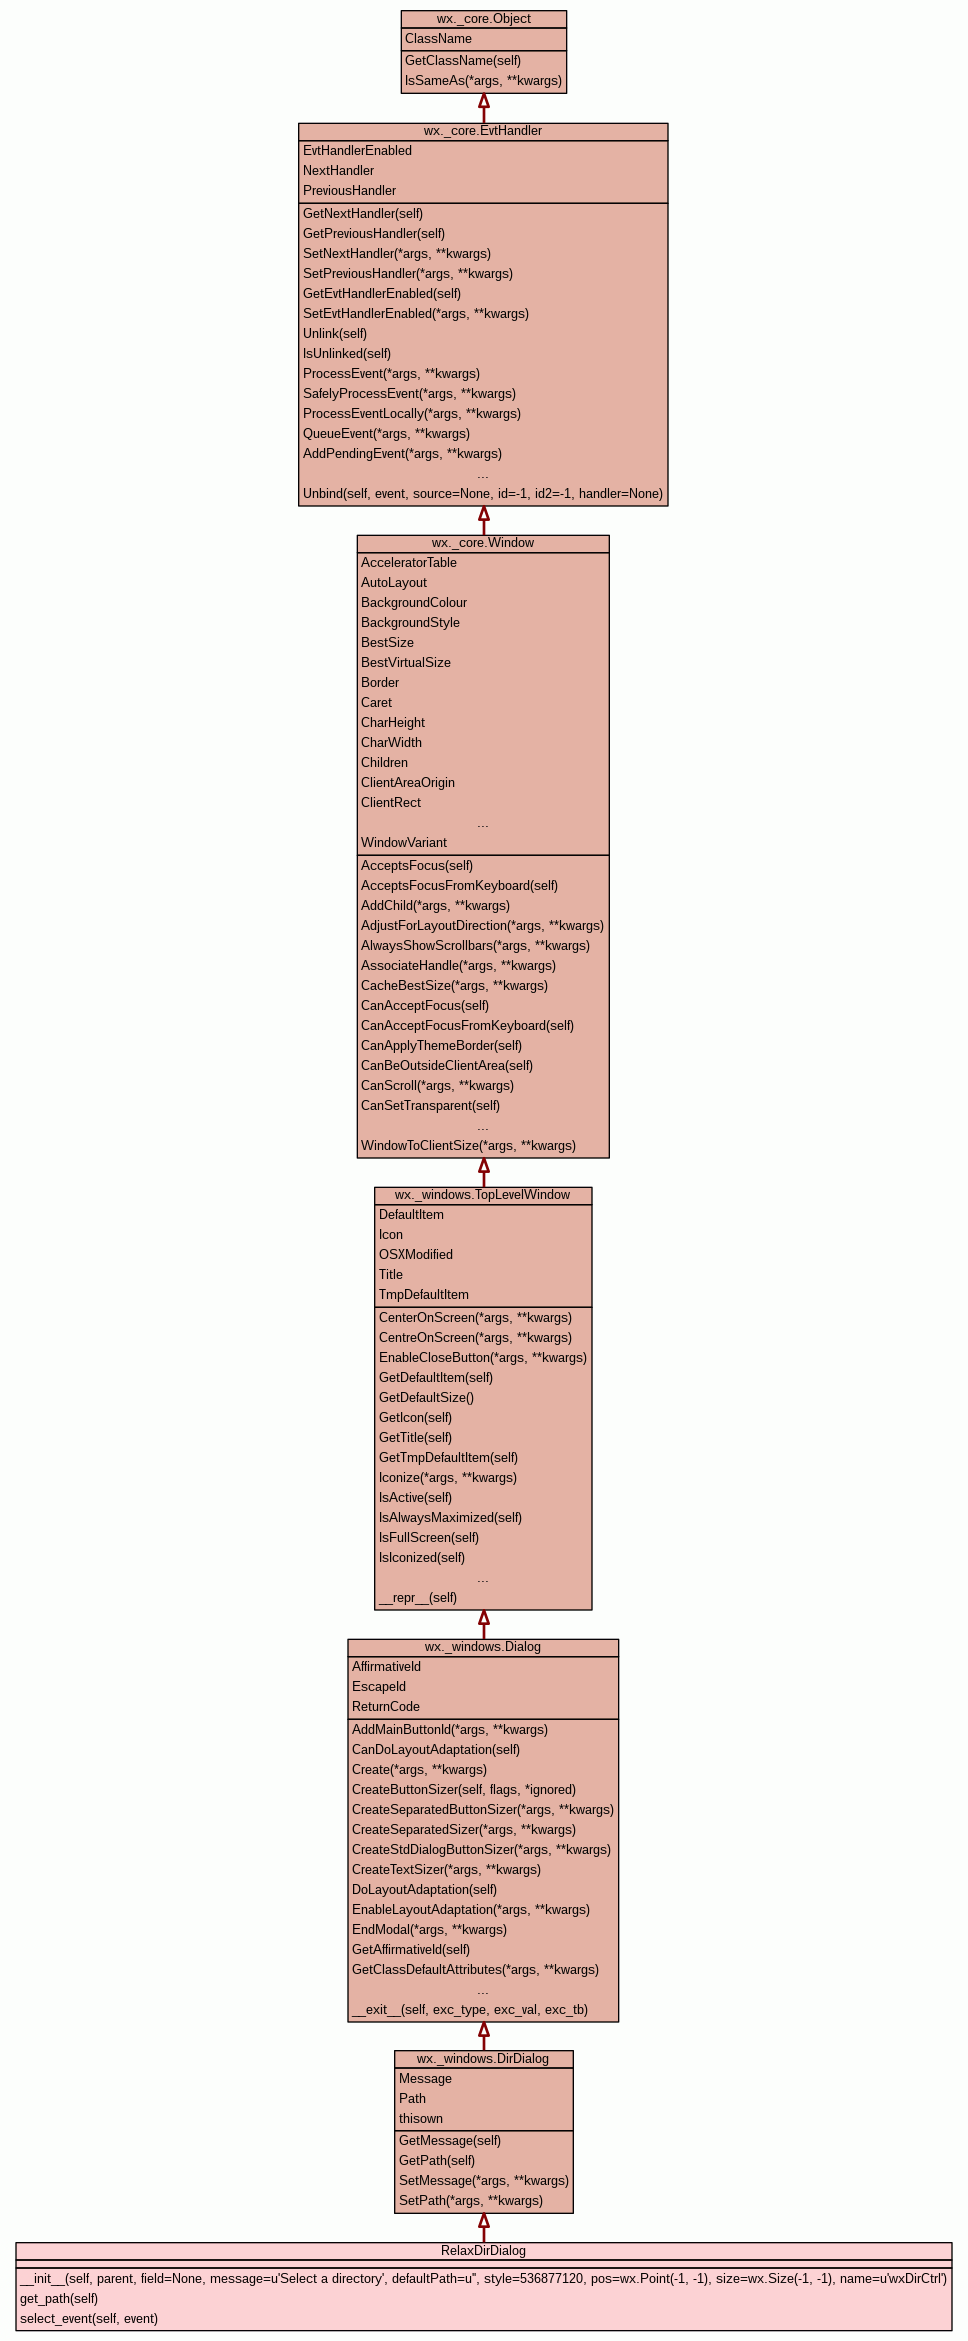 wx._core.Object
ClassName
GetClassName(self)
IsSameAs(*args, **kwargs)
wx._core.EvtHandler
EvtHandlerEnabled
NextHandler
PreviousHandler
GetNextHandler(self)
GetPreviousHandler(self)
SetNextHandler(*args, **kwargs)
SetPreviousHandler(*args, **kwargs)
GetEvtHandlerEnabled(self)
SetEvtHandlerEnabled(*args, **kwargs)
Unlink(self)
IsUnlinked(self)
ProcessEvent(*args, **kwargs)
SafelyProcessEvent(*args, **kwargs)
ProcessEventLocally(*args, **kwargs)
QueueEvent(*args, **kwargs)
AddPendingEvent(*args, **kwargs)
...
Unbind(self, event, source=None, id=-1, id2=-1, handler=None)
wx._core.Window
AcceleratorTable
AutoLayout
BackgroundColour
BackgroundStyle
BestSize
BestVirtualSize
Border
Caret
CharHeight
CharWidth
Children
ClientAreaOrigin
ClientRect
...
WindowVariant
AcceptsFocus(self)
AcceptsFocusFromKeyboard(self)
AddChild(*args, **kwargs)
AdjustForLayoutDirection(*args, **kwargs)
AlwaysShowScrollbars(*args, **kwargs)
AssociateHandle(*args, **kwargs)
CacheBestSize(*args, **kwargs)
CanAcceptFocus(self)
CanAcceptFocusFromKeyboard(self)
CanApplyThemeBorder(self)
CanBeOutsideClientArea(self)
CanScroll(*args, **kwargs)
CanSetTransparent(self)
...
WindowToClientSize(*args, **kwargs)
wx._windows.TopLevelWindow
DefaultItem
Icon
OSXModified
Title
TmpDefaultItem
CenterOnScreen(*args, **kwargs)
CentreOnScreen(*args, **kwargs)
EnableCloseButton(*args, **kwargs)
GetDefaultItem(self)
GetDefaultSize()
GetIcon(self)
GetTitle(self)
GetTmpDefaultItem(self)
Iconize(*args, **kwargs)
IsActive(self)
IsAlwaysMaximized(self)
IsFullScreen(self)
IsIconized(self)
...
__repr__(self)
wx._windows.Dialog
AffirmativeId
EscapeId
ReturnCode
AddMainButtonId(*args, **kwargs)
CanDoLayoutAdaptation(self)
Create(*args, **kwargs)
CreateButtonSizer(self, flags, *ignored)
CreateSeparatedButtonSizer(*args, **kwargs)
CreateSeparatedSizer(*args, **kwargs)
CreateStdDialogButtonSizer(*args, **kwargs)
CreateTextSizer(*args, **kwargs)
DoLayoutAdaptation(self)
EnableLayoutAdaptation(*args, **kwargs)
EndModal(*args, **kwargs)
GetAffirmativeId(self)
GetClassDefaultAttributes(*args, **kwargs)
...
__exit__(self, exc_type, exc_val, exc_tb)
wx._windows.DirDialog
Message
Path
thisown
GetMessage(self)
GetPath(self)
SetMessage(*args, **kwargs)
SetPath(*args, **kwargs)
RelaxDirDialog
__init__(self, parent, field=None, message=u'Select a directory', defaultPath=u'', style=536877120, pos=wx.Point(-1, -1), size=wx.Size(-1, -1), name=u'wxDirCtrl')
get_path(self)
select_event(self, event)